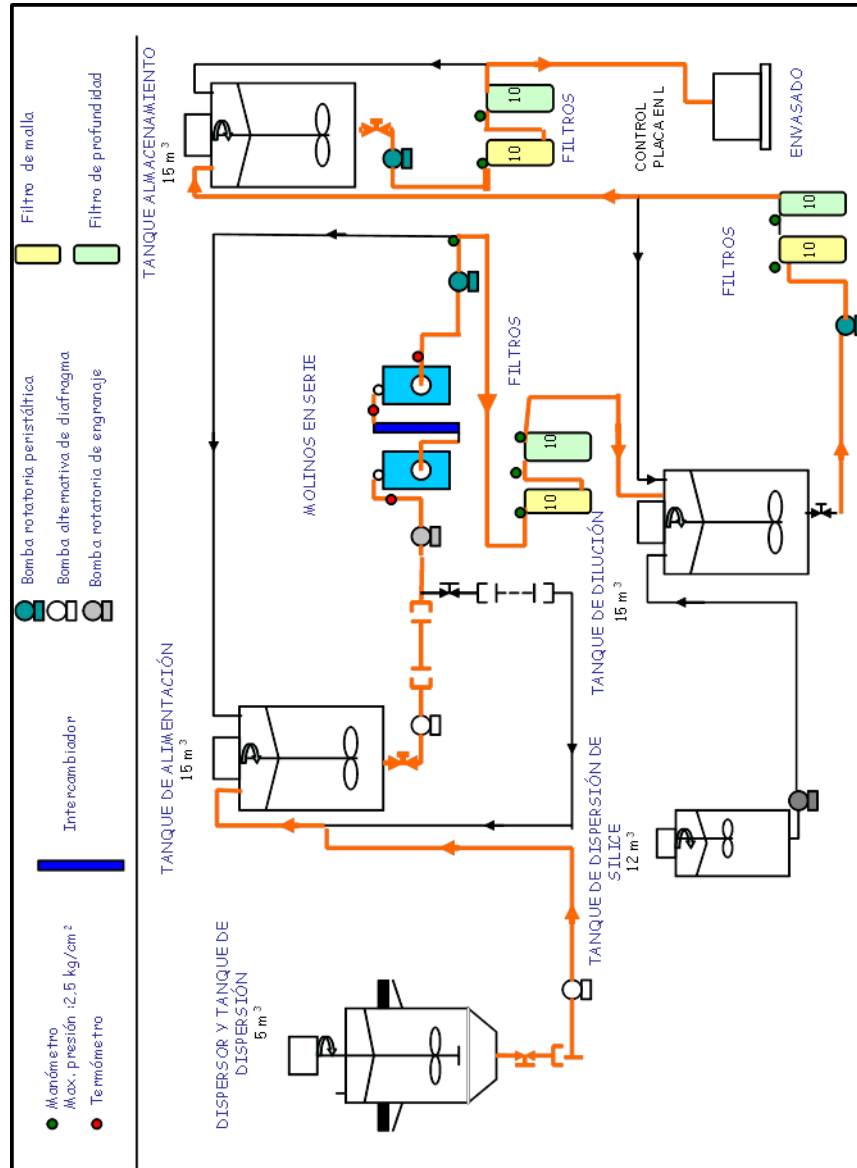 Manómetro
Max. presión :2,5 kg/cm²
Termómetro
Intercambiador
Bomba rotatoria peristáltica
Bomba alternativa de diafragma
Bomba rotatoria de engranaje
Filtro de malla
Filtro de profundidad
DISPERSOR Y TANQUE DE
DISPERSIÓN
5 m³
TANQUE DE ALIMENTACIÓN
15 m³
MOLINOS EN SERIE
TANQUE ALMACENAMIENTO
15 m³
10
10
FILTROS
FILTROS
10
10
TANQUE DE DISPERSIÓN DE
SILICE
12 m³
TANQUE DE DILUCIÓN
15 m³
CONTROL
PLACA EN L
FILTROS
10
10
ENVASADO